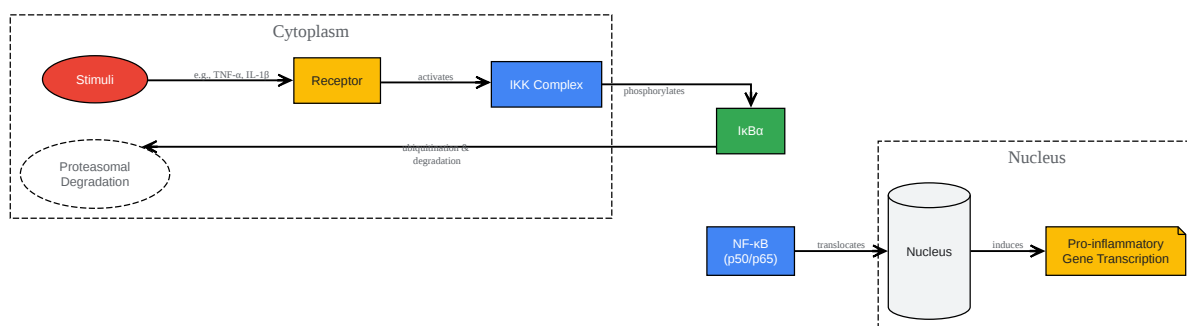 Cytoplasm
Stimuli
e.g., TNF-α, IL-1β
Receptor
activates
IKK Complex
phosphorylates
IκBα
ubiquitination &
degradation
Proteasomal
Degradation
Nucleus
NF-κB
(p50/p65)
translocates
Nucleus
induces
Pro-inflammatory
Gene Transcription